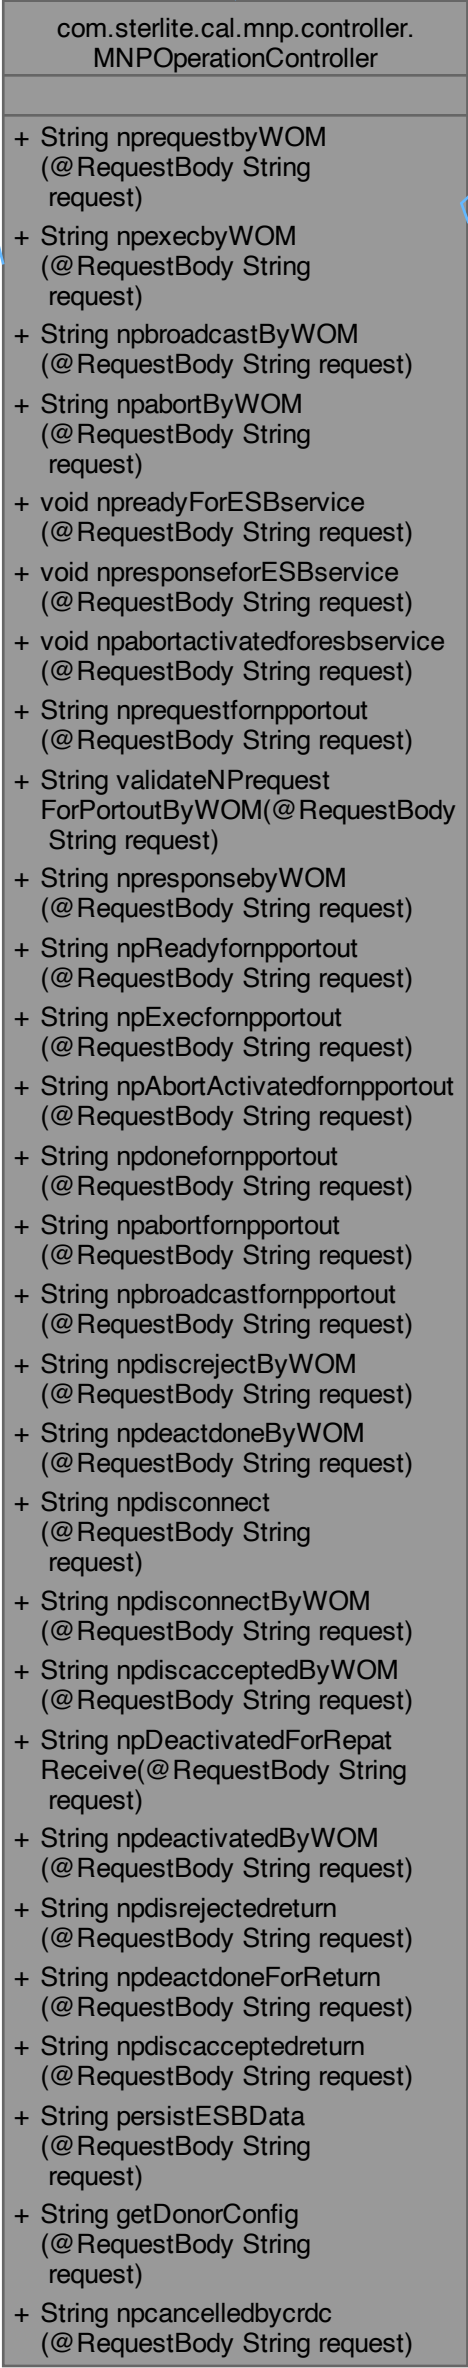 com.sterlite.cal.mnp.controller.
MNPOperationController
+ String nprequestbyWOM
(@RequestBody String
request)
+ String npexecbyWOM
(@RequestBody String
request)
+ String npbroadcastByWOM
(@RequestBody String request)
+ String npabortByWOM
(@RequestBody String
request)
+ void npreadyForESBservice
(@RequestBody String request)
+ void npresponseforESBservice
(@RequestBody String request)
+ void npabortactivatedforesbservice
(@RequestBody String request)
+ String nprequestfornpportout
(@RequestBody String request)
+ String validateNPrequest
ForPortoutByWOM(@RequestBody
String request)
+ String npresponsebyWOM
(@RequestBody String request)
+ String npReadyfornpportout
(@RequestBody String request)
+ String npExecfornpportout
(@RequestBody String request)
+ String npAbortActivatedfornpportout
(@RequestBody String request)
+ String npdonefornpportout
(@RequestBody String request)
+ String npabortfornpportout
(@RequestBody String request)
+ String npbroadcastfornpportout
(@RequestBody String request)
+ String npdiscrejectByWOM
(@RequestBody String request)
+ String npdeactdoneByWOM
(@RequestBody String request)
+ String npdisconnect
(@RequestBody String
request)
+ String npdisconnectByWOM
(@RequestBody String request)
+ String npdiscacceptedByWOM
(@RequestBody String request)
+ String npDeactivatedForRepat
Receive(@RequestBody String
request)
+ String npdeactivatedByWOM
(@RequestBody String request)
+ String npdisrejectedreturn
(@RequestBody String request)
+ String npdeactdoneForReturn
(@RequestBody String request)
+ String npdiscacceptedreturn
(@RequestBody String request)
+ String persistESBData
(@RequestBody String
request)
+ String getDonorConfig
(@RequestBody String
request)
+ String npcancelledbycrdc
(@RequestBody String request)